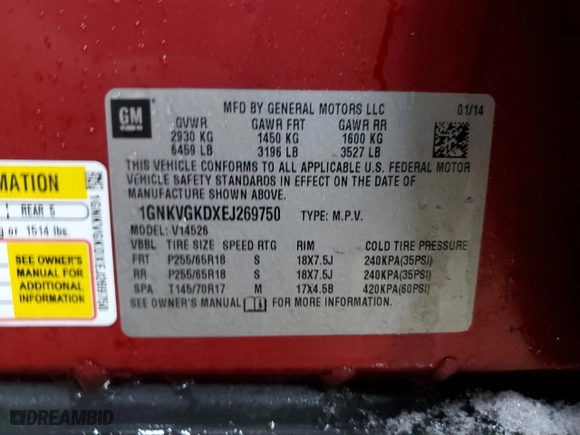 GM
MFD BY GENERAL MOTORS LLC 01/14
GVWR GAWR FRT GAWR RR
2930 KG 1450 KG 1600 KG
6459 LB 3196 LB 3527 LB
THIS VEHICLE CONFORMS TO ALL APPLICABLE U.S. FEDERAL MOTOR
VEHICLE SAFETY STANDARDS IN EFFECT ON THE DATE OF
MANUFACTURE SHOWN ABOVE.
1GNKVGKDXEJ269750 TYPE: M.P.V.
MODEL: V14526
VBBL TIRE SIZE SPEED RTG RIM COLD TIRE PRESSURE
FRT P255/65R18 S 18X7.5J 240KPA(35PSI)
RR P255/65R18 S 18X7.5J 240KPA(35PSI)
SPA T145/70R17 M 17X4.5B 420KPA(60PSI)
SEE OWNER'S MANUAL FOR MORE INFORMATION.
MATION
REAR 5
or 1514 lbs.
SEE OWNER'S
MANUAL FOR
ADDITIONAL
INFORMATION
1GNKVGKDXEJ269750
DREAMBID